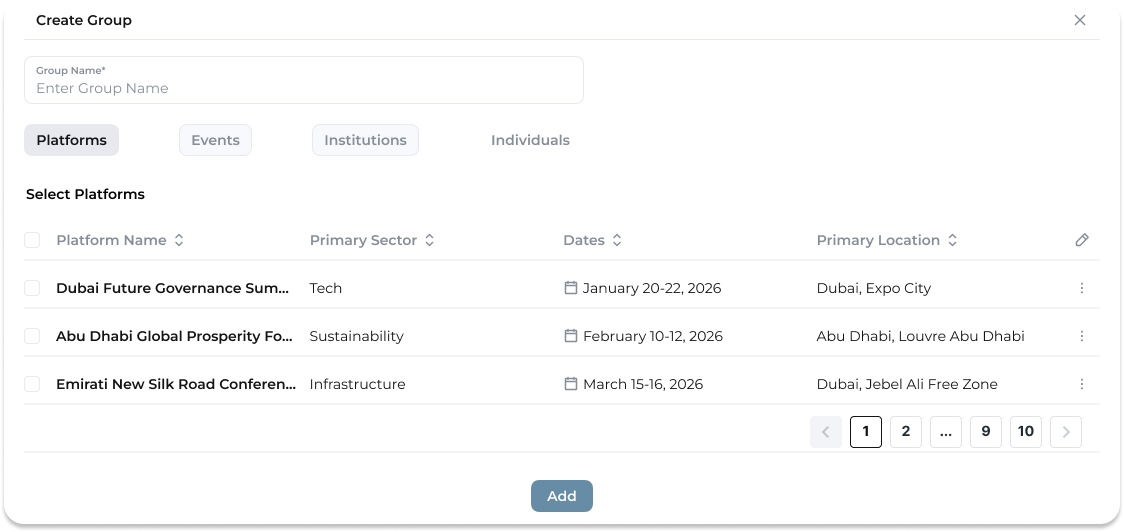 Create Group
Group Name*
Enter Group Name
Platforms Events Institutions Individuals
Select Platforms
Platform Name Primary Sector Dates Primary Location
Dubai Future Governance Sum... Tech January 20-22, 2026 Dubai, Expo City
Abu Dhabi Global Prosperity Fo... Sustainability February 10-12, 2026 Abu Dhabi, Louvre Abu Dhabi
Emirati New Silk Road Conferen... Infrastructure March 15-16, 2026 Dubai, Jebel Ali Free Zone
1 2 ... 9 10
Add